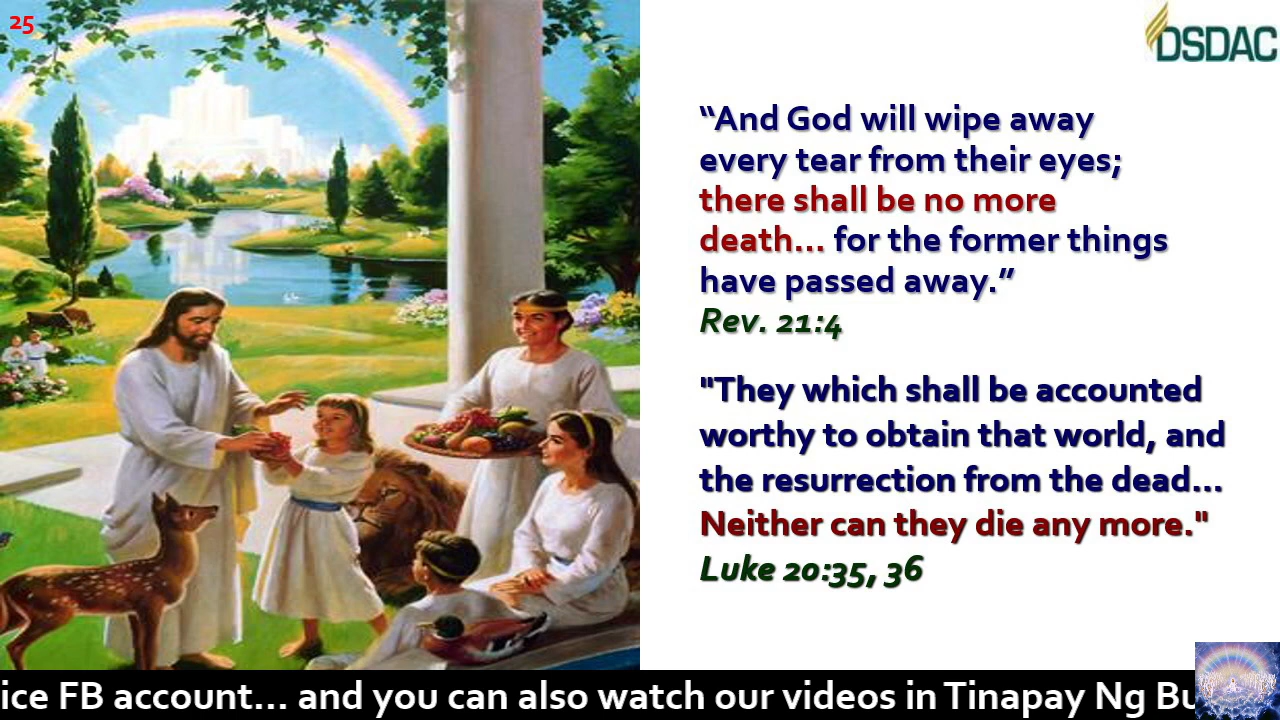 25
DSDAC
“And God will wipe away
every tear from their eyes;
there shall be no more
death... for the former things
have passed away.”
Rev. 21:4
"They which shall be accounted
worthy to obtain that world, and
the resurrection from the dead...
Neither can they die any more."
Luke 20:35, 36
ice FB account... and you can also watch our videos in Tinapay Ng Bu